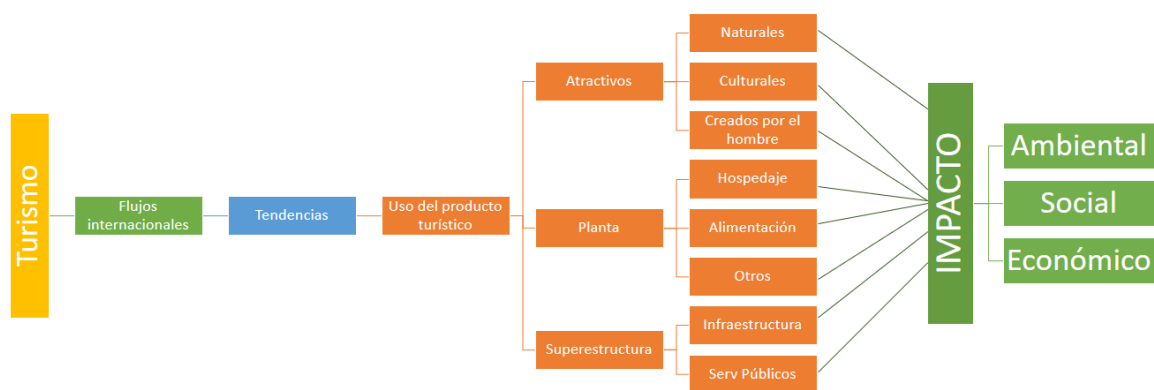 Turismo
Flujos
internacionales
Tendencias
Uso del producto
turístico
Atractivos
Planta
Superestructura
Naturales
Culturales
Creados por el
hombre
Hospedaje
Alimentación
Otros
Infraestructura
Serv Públicos
IMPACTO
Ambiental
Social
Económico